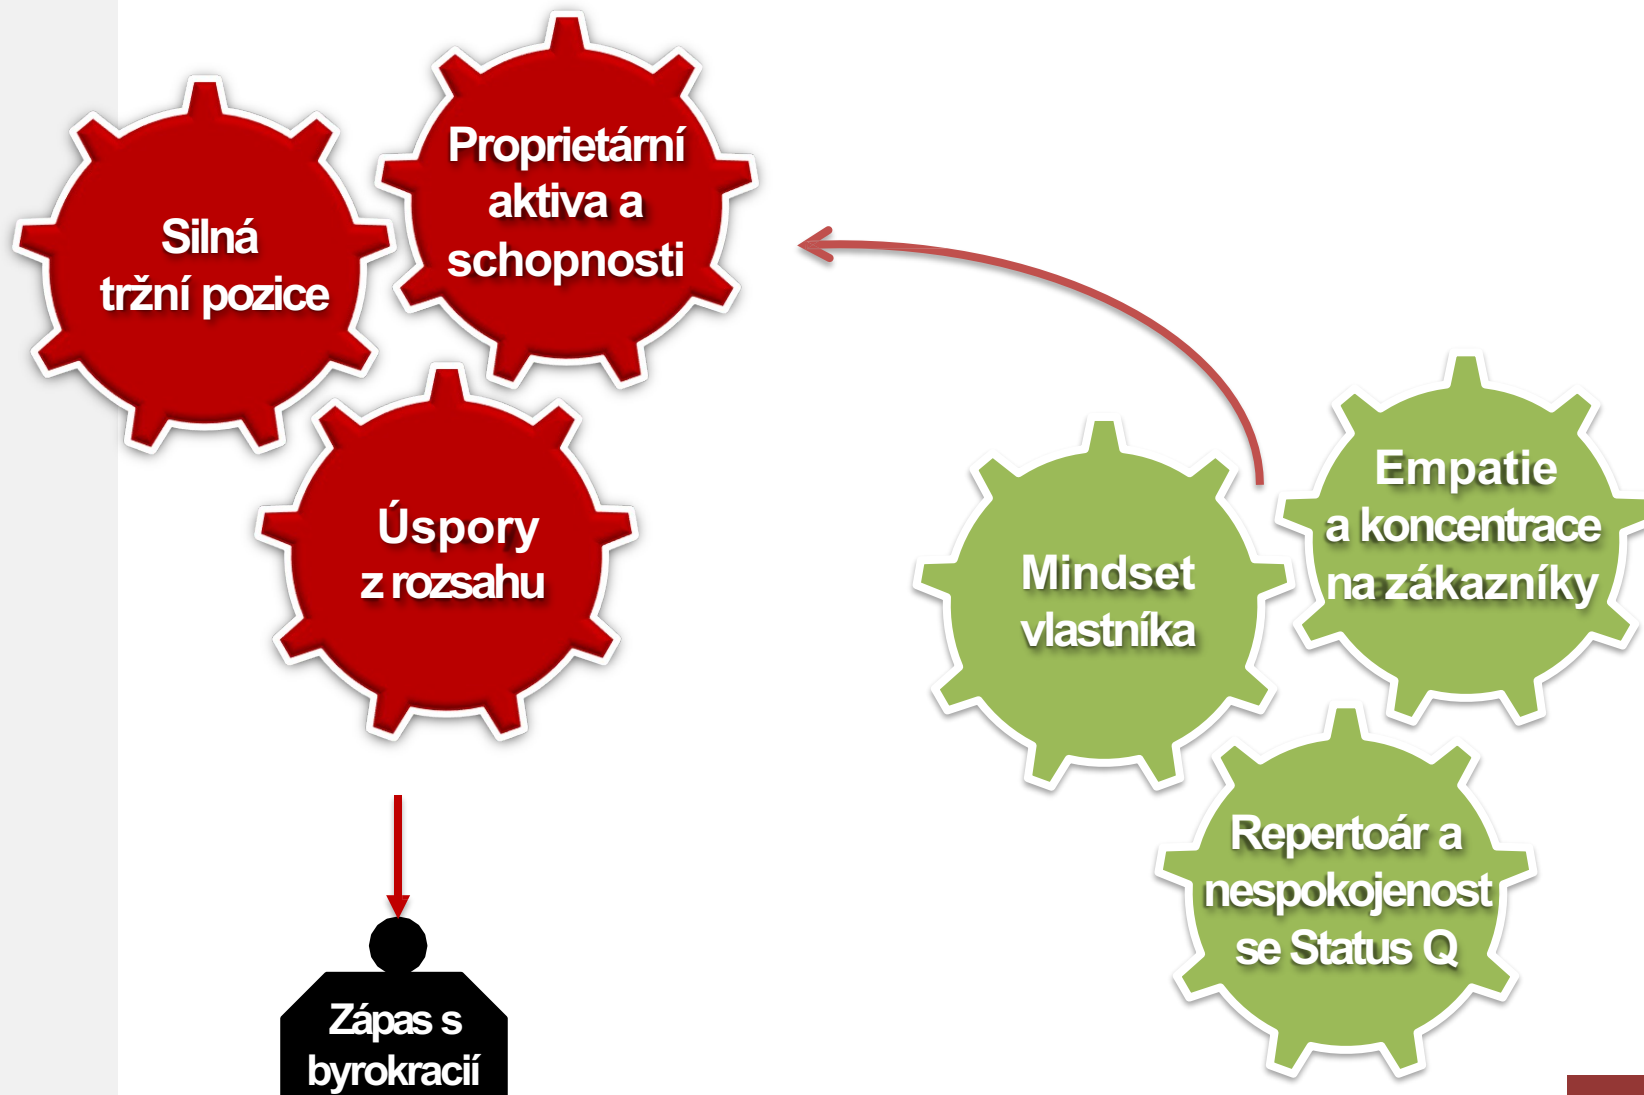 Silná
tržní pozice
Proprietární
aktiva a
schopnosti
Úspory
z rozsahu
Zápas s
byrokracií
Mindset
vlastníka
Empatie
a koncentrace
na zákazníky
Repertoár a
nespokojenost
se Status Q